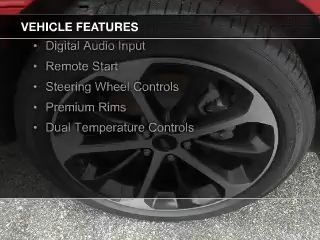 VEHICLE FEATURES
• Digital Audio Input
• Remote Start
• Steering Wheel Controls
• Premium Rims
• Dual Temperature Controls